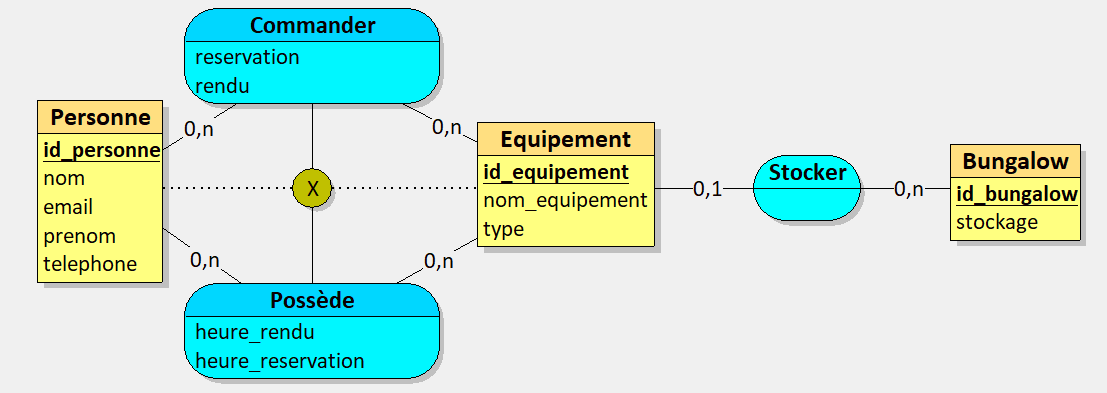 Commander
reservation
rendu
0,n
0,n
Personne
id_personne
nom
email
prenom
telephone
X
Equipement
id_equipement
nom_equipement
type
0,1
Stocker
0,n
Bungalow
id_bungalow
stockage
0,n
0,n
Possède
heure_rendu
heure_reservation